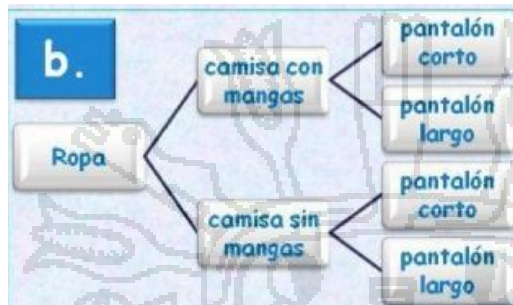 b.
Ropa
camisa con
mangas
pantalón
corto
pantalón
largo
camisa sin
mangas
pantalón
corto
pantalón
largo